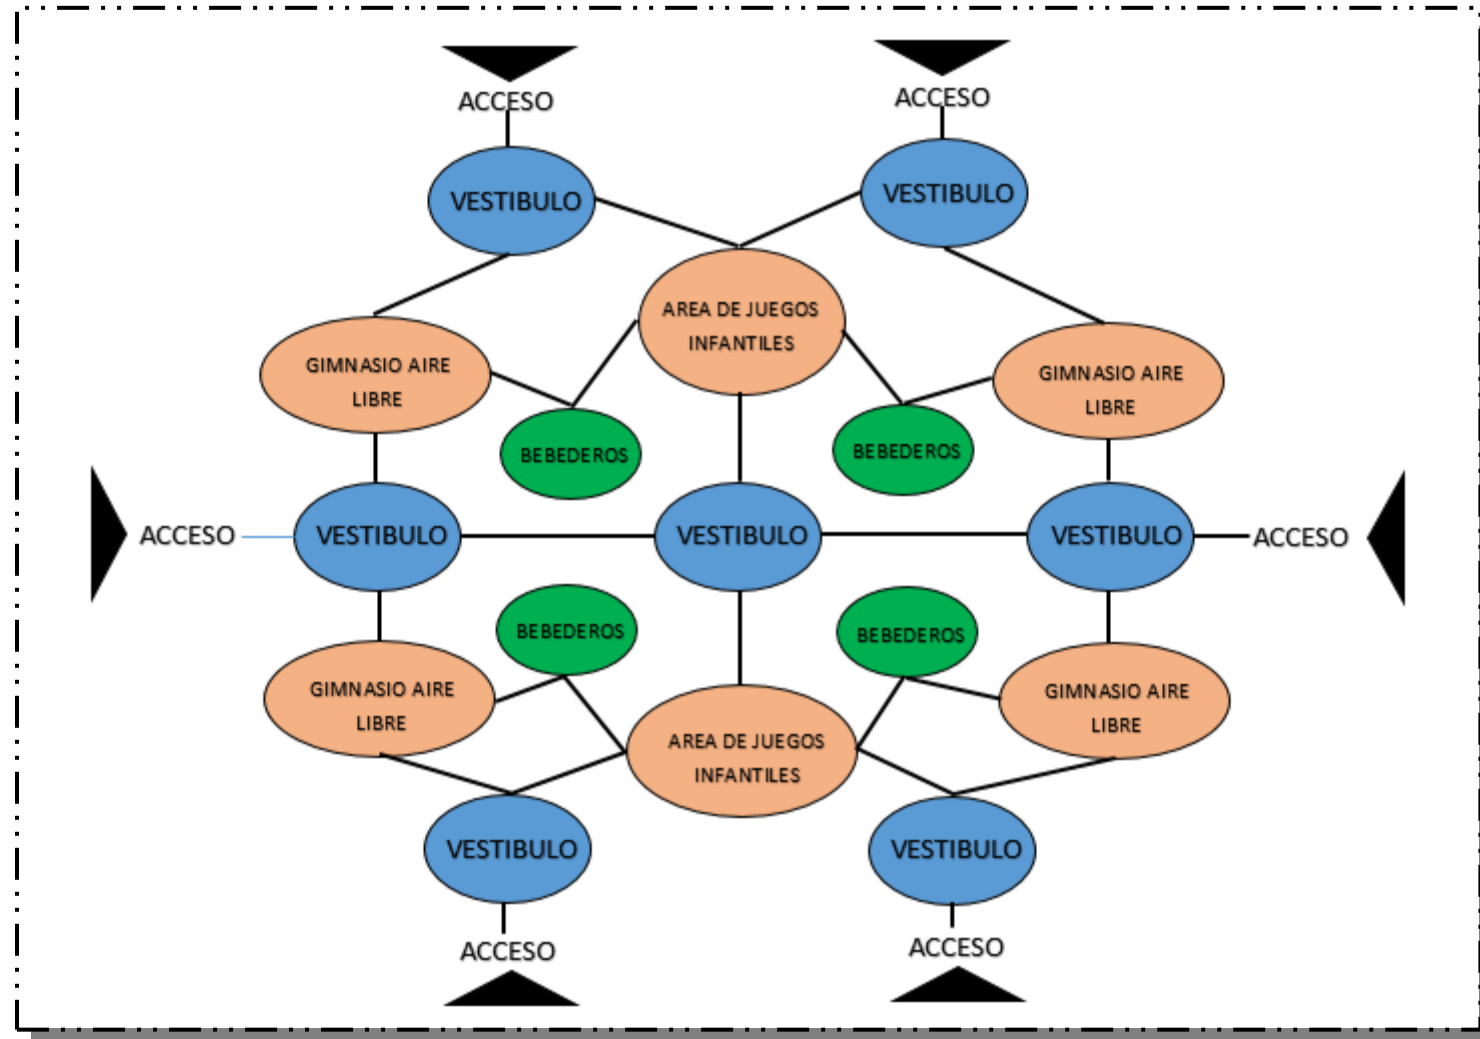 ACCESO
ACCESO
VESTIBULO
VESTIBULO
AREA DE JUEGOS
INFANTILES
GIMNASIO AIRE
LIBRE
GIMNASIO AIRE
LIBRE
BEBEDEROS
BEBEDEROS
ACCESO
VESTIBULO
VESTIBULO
VESTIBULO
ACCESO
BEBEDEROS
BEBEDEROS
GIMNASIO AIRE
LIBRE
GIMNASIO AIRE
LIBRE
AREA DE JUEGOS
INFANTILES
VESTIBULO
VESTIBULO
ACCESO
ACCESO